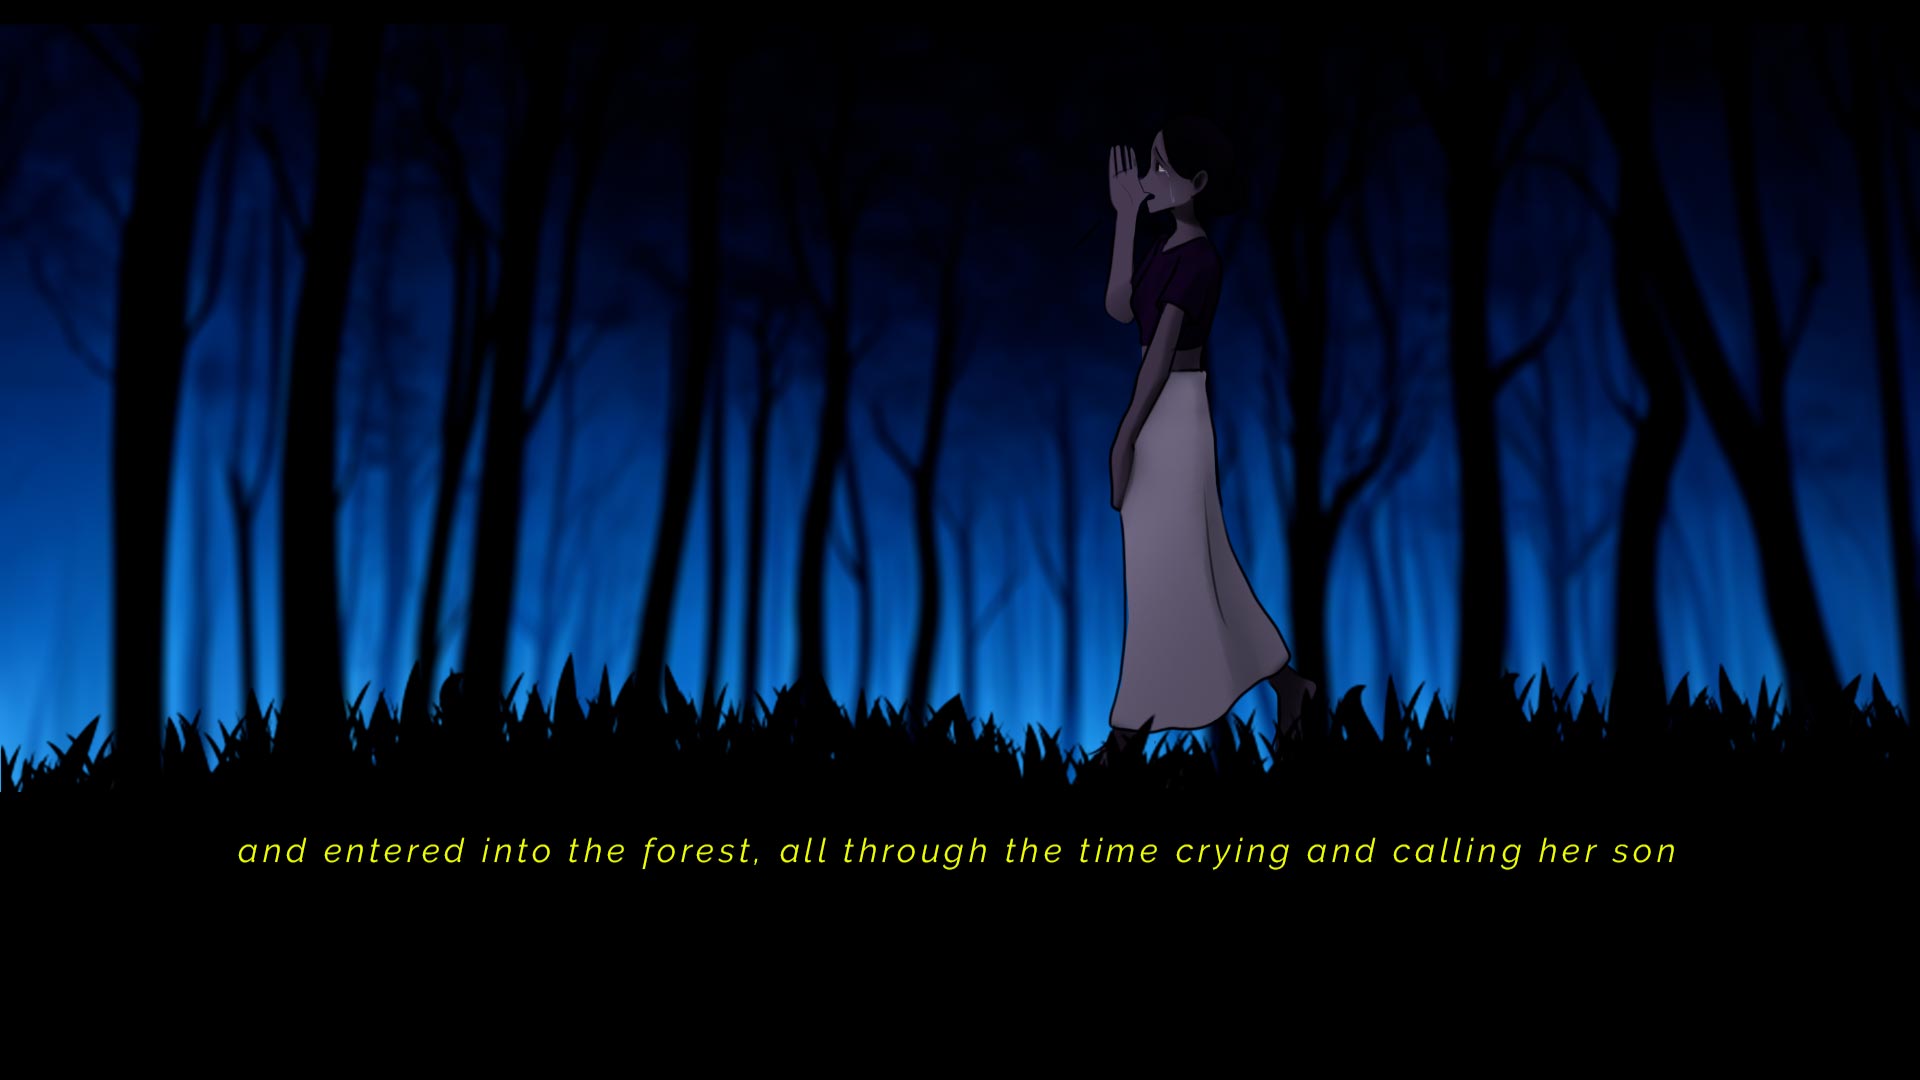 and entered into the forest, all through the time crying and calling her son